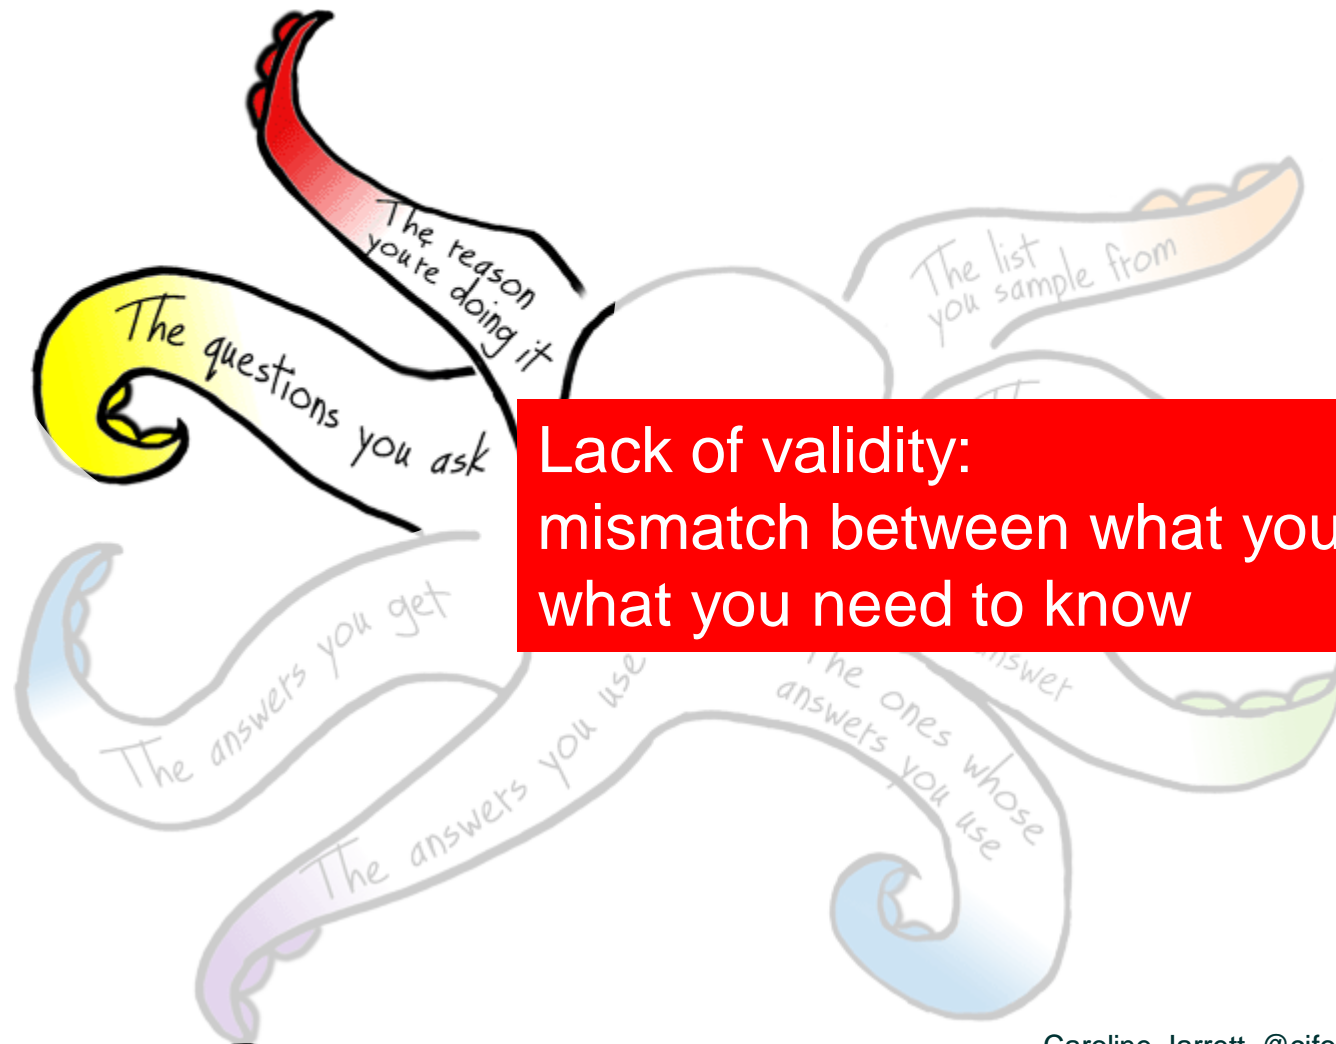 The reason
youre doing it
The questions you ask
The list
you sample from
Lack of validity:
mismatch between what you
what you need to know
The answers you get
The answers you use
The ones whose
answers you use
answer
Caroline Jarrett